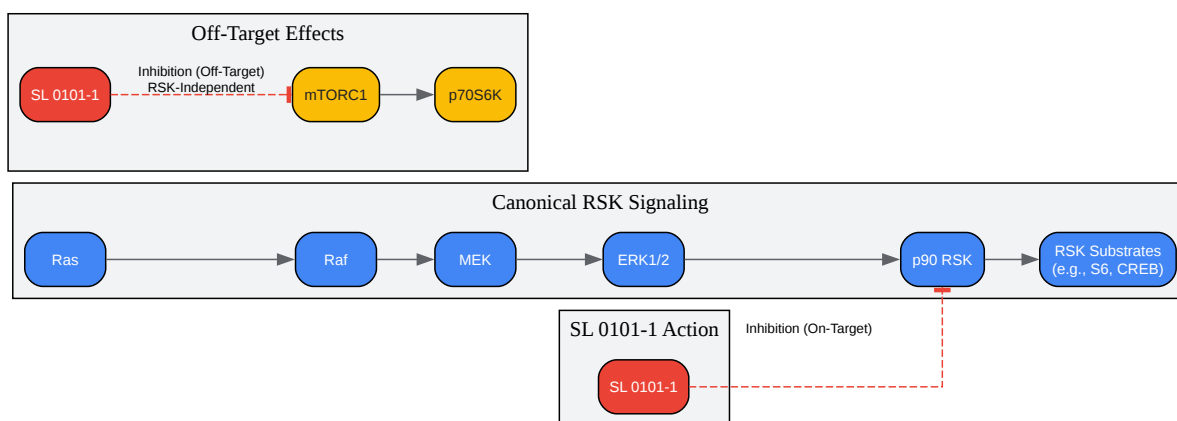 Off-Target Effects
SL 0101-1
Inhibition (Off-Target)
RSK-Independent
mTORC1
p70S6K
Canonical RSK Signaling
Ras
Raf
MEK
ERK1/2
p90 RSK
RSK Substrates
(e.g., S6, CREB)
SL 0101-1 Action
Inhibition (On-Target)
SL 0101-1